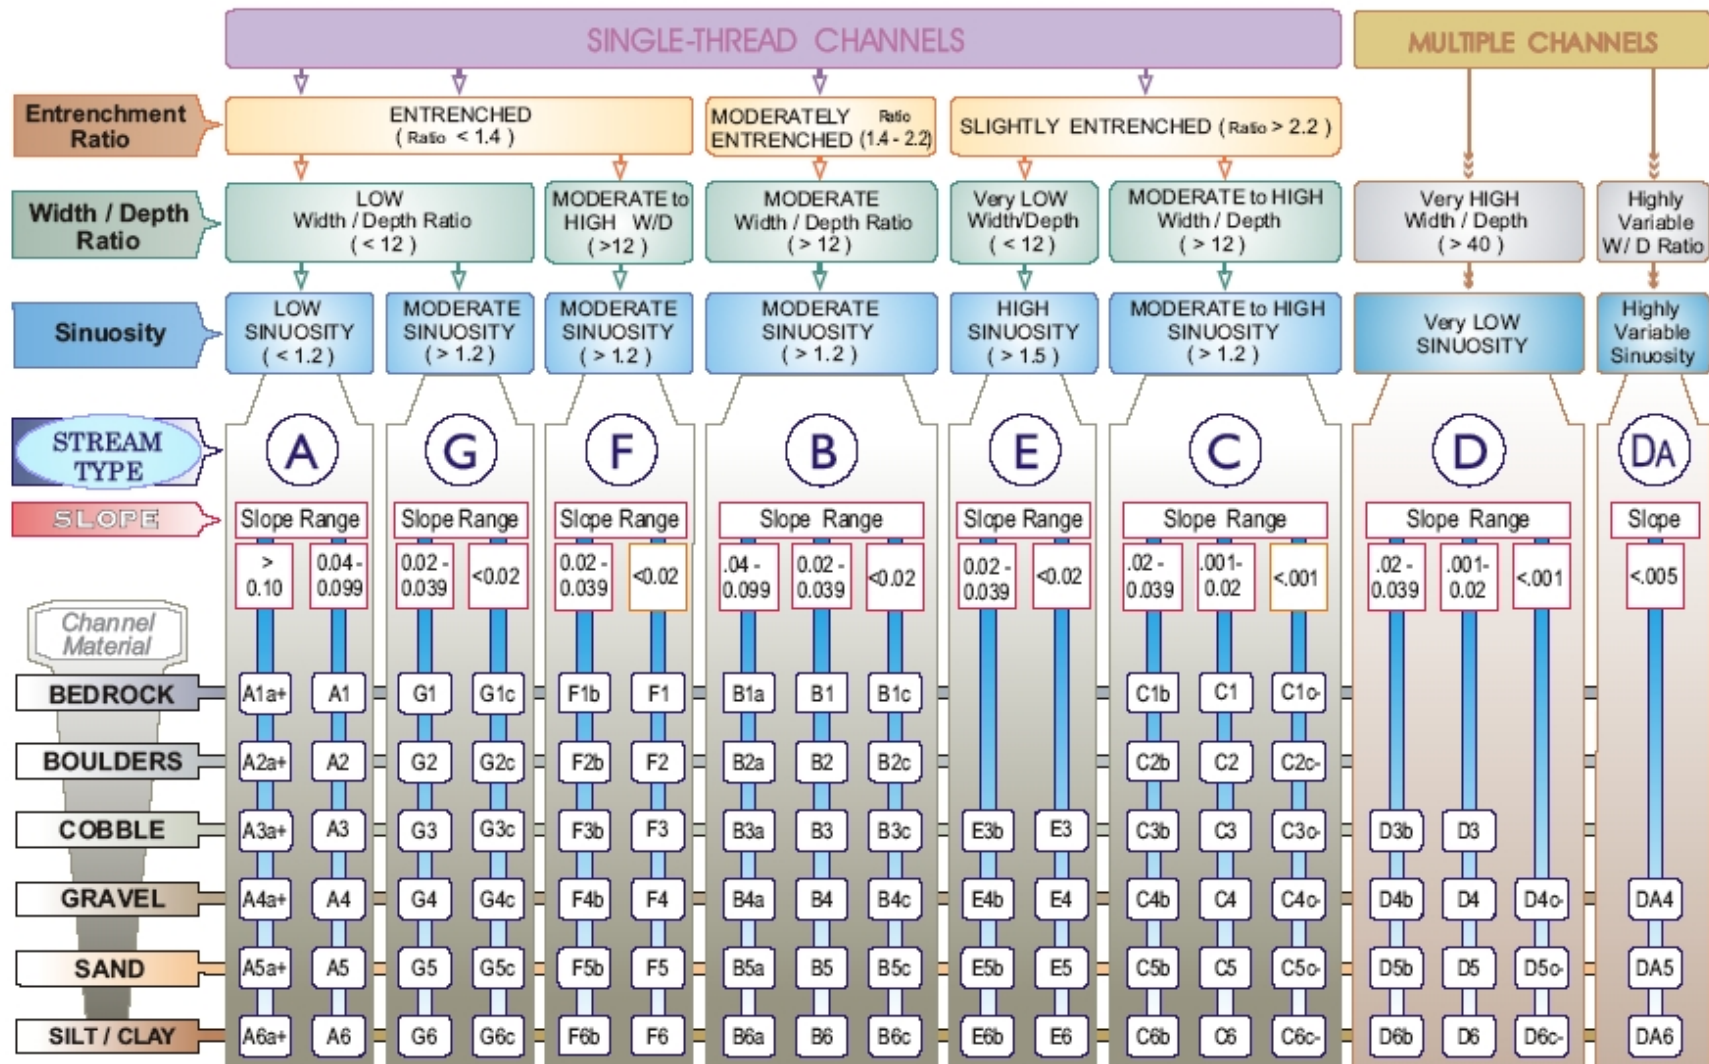 SINGLE-THREAD CHANNELS
MULTIPLE CHANNELS
Entrenchment
Ratio
ENTRENCHED
( Ratio < 1.4 )
MODERATELY Ratio
ENTRENCHED (1.4 - 2.2)
SLIGHTLY ENTRENCHED ( Ratio > 2.2 )
Width / Depth
Ratio
LOW
Width / Depth Ratio
( < 12 )
MODERATE to
HIGH W/D
( >12 )
MODERATE
Width / Depth Ratio
( > 12 )
Very LOW
Width/Depth
( < 12 )
MODERATE to HIGH
Width / Depth
( > 12 )
Very HIGH
Width / Depth
( > 40 )
Highly
Variable
W/ D Ratio
Sinuosity
LOW
SINUOSITY
( < 1.2 )
MODERATE
SINUOSITY
( > 1.2 )
MODERATE
SINUOSITY
( > 1.2 )
MODERATE
SINUOSITY
( > 1.2 )
HIGH
SINUOSITY
( > 1.5 )
MODERATE to HIGH
SINUOSITY
( > 1.2 )
Very LOW
SINUOSITY
Highly
Variable
Sinuosity
STREAM
TYPE
A
G
F
B
E
C
D
DA
SLOPE
Slope Range
Slope Range
Slope Range
Slope Range
Slope Range
Slope Range
Slope Range
Slope
>
0.10
0.04 -
0.099
0.02 -
0.039
<0.02
0.02 -
0.039
<0.02
.04 -
0.099
0.02 -
0.039
<0.02
0.02 -
0.039
<0.02
.02 -
0.039
.001-
0.02
<.001
.02 -
0.039
.001-
0.02
<.001
<.005
Channel
Material
BEDROCK A1a+ A1 G1 G1c F1b F1 B1a B1 B1c C1b C1 C1c-
BOULDERS A2a+ A2 G2 G2c F2b F2 B2a B2 B2c C2b C2 C2c-
COBBLE A3a+ A3 G3 G3c F3b F3 B3a B3 B3c E3b E3 C3b C3 C3c- D3b D3
GRAVEL A4a+ A4 G4 G4c F4b F4 B4a B4 B4c E4b E4 C4b C4 C4c- D4b D4 D4c- DA4
SAND A5a+ A5 G5 G5c F5b F5 B5a B5 B5c E5b E5 C5b C5 C5c- D5b D5 D5c- DA5
SILT / CLAY A6a+ A6 G6 G6c F6b F6 B6a B6 B6c E6b E6 C6b C6 C6c- D6b D6 D6c- DA6